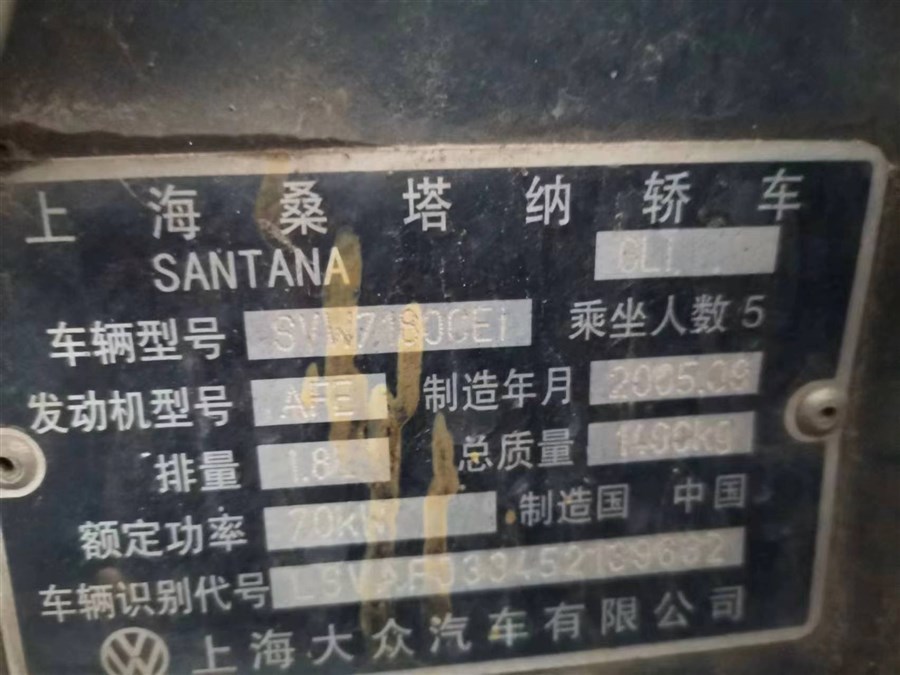 上海桑塔纳轿车
SANTANA GLI
车辆型号 SVW7180CEI 乘坐人数 5
发动机型号 AFE 制造年月 2005.09
排量 1.8L 总质量 1400kg
额定功率 70KW 制造国 中国
车辆识别代号
上海大众汽车有限公司